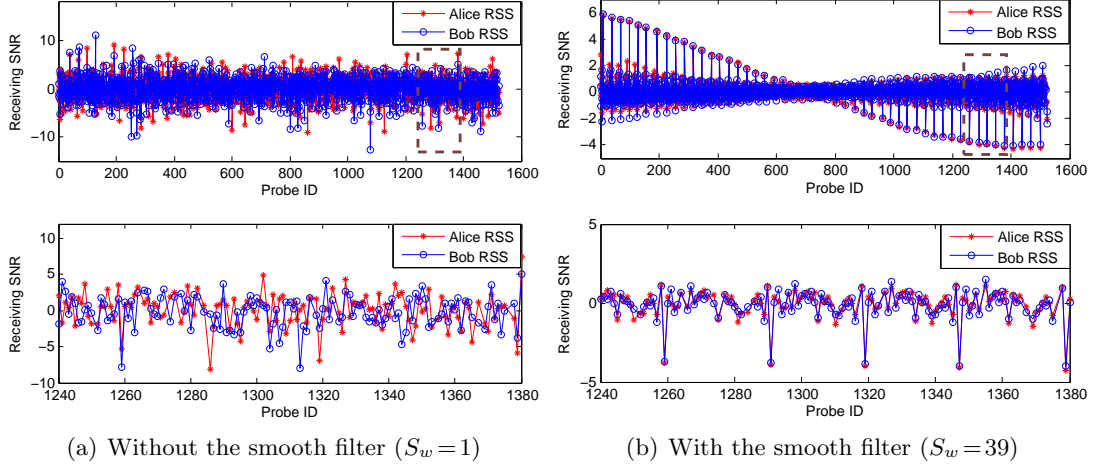 Receiving SNR
10
0
−10
Alice RSS
Bob RSS
0 200 400 600 800 1000 1200 1400 1600
Probe ID
Receiving SNR
10
5
0
−5
−10
Alice RSS
Bob RSS
1240 1260 1280 1300 1320 1340 1360 1380
Probe ID
(a) Without the smooth filter (Sw=1)
Receiving SNR
6
4
2
0
−2
−4
Alice RSS
Bob RSS
0 200 400 600 800 1000 1200 1400 1600
Probe ID
Receiving SNR
5
0
−5
Alice RSS
Bob RSS
1240 1260 1280 1300 1320 1340 1360 1380
Probe ID
(b) With the smooth filter (Sw=39)